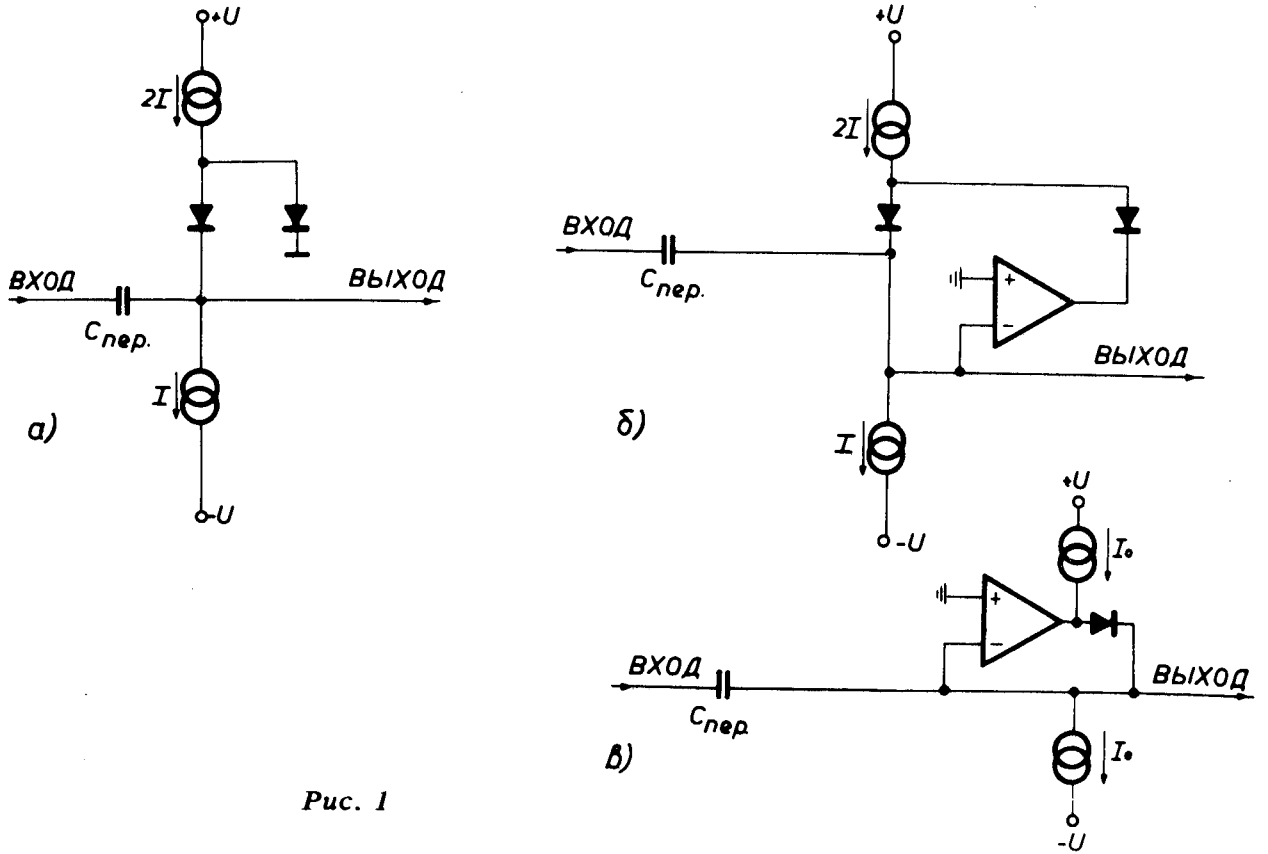 +U
2I
ВХОД
ВЫХОД
Cпер.
I
-U
а)
+U
2I
ВХОД
Cпер.
+
-
ВЫХОД
I
-U
б)
+U
I₀
+
-
ВХОД
ВЫХОД
Cпер
I₀
-U
в)
Рис. 1